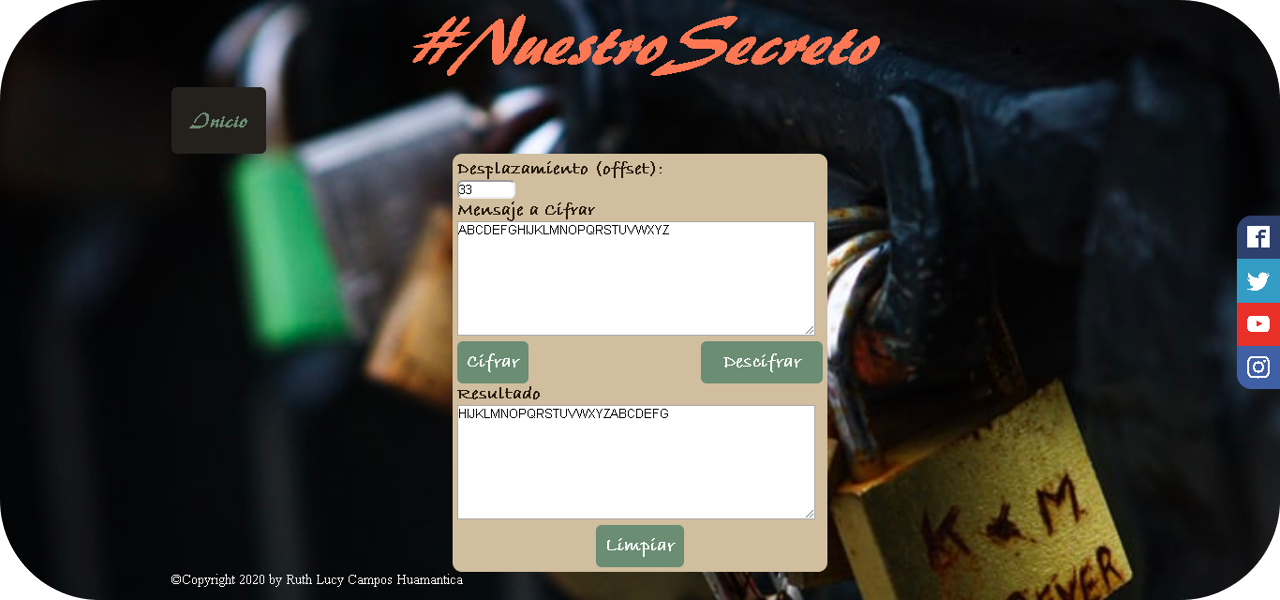 #NuestroSecreto
Inicio
Desplazamiento (offset):
33
Mensaje a Cifrar
ABCDEFGHIJKLMNOPQRSTUVWXYZ
Cifrar
Descifrar
Resultado
HIJKLMNOPQRSTUVWXYZABCDEFG
Limpiar
K & M
©Copyright 2020 by Ruth Lucy Campos Huamantica